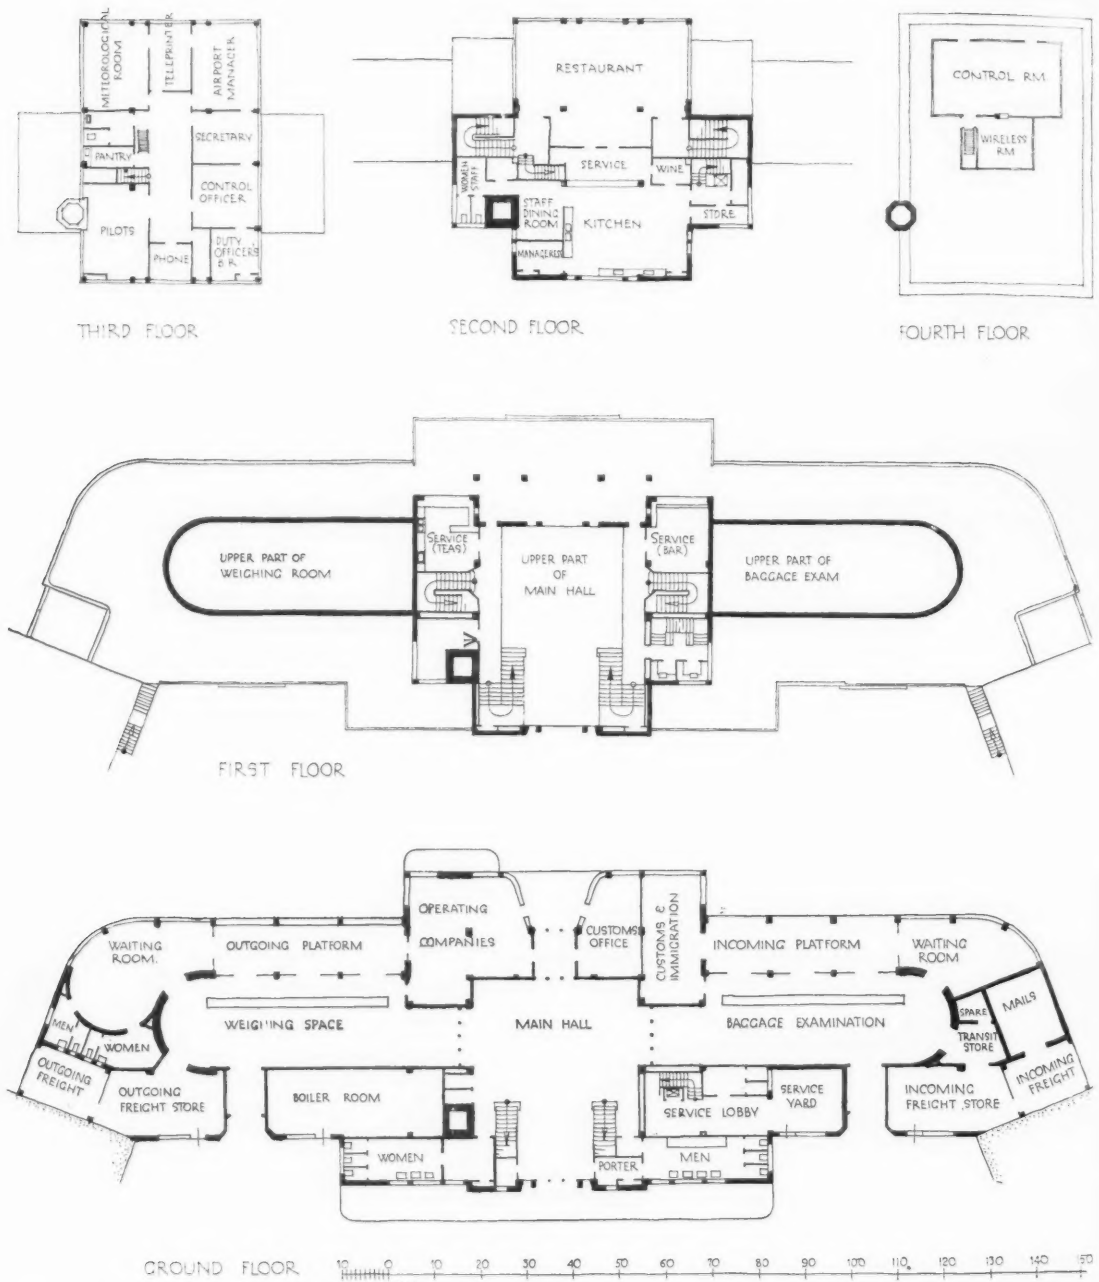 METEOROLOGICAL
ROOM
TELEPRINTER
AIRPORT
MANAGER
SECRETARY
PANTRY
CONTROL
OFFICER
PILOTS
PHONE
DUTY
OFFICERS
B.R.
THIRD FLOOR
RESTAURANT
SERVICE
WINE
WOMEN
STAFF
STAFF
DINING
ROOM
KITCHEN
STORE
MANAGERESS
SECOND FLOOR
CONTROL RM
WIRELESS
RM
FOURTH FLOOR
UPPER PART OF
WEIGHING ROOM
SERVICE
(TEAS)
UPPER PART
OF
MAIN HALL
SERVICE
(BAR)
UPPER PART OF
BAGGAGE EXAM
FIRST FLOOR
WAITING
ROOM.
OUTGOING PLATFORM
OPERATING
COMPANIES
CUSTOMS
OFFICE
CUSTOMS &
IMMIGRATION
INCOMING PLATFORM
WAITING
ROOM
MEN
WOMEN
WEIGHING SPACE
MAIN HALL
BAGGAGE EXAMINATION
SPARE
TRANSIT
STORE
MAILS
OUTGOING
FREIGHT
OUTGOING
FREIGHT STORE
BOILER ROOM
SERVICE LOBBY
SERVICE
YARD
INCOMING
FREIGHT STORE
INCOMING
FREIGHT
WOMEN
PORTER
MEN
GROUND FLOOR
10 0 10 20 30 40 50 60 70 80 90 100 110 120 130 140 150